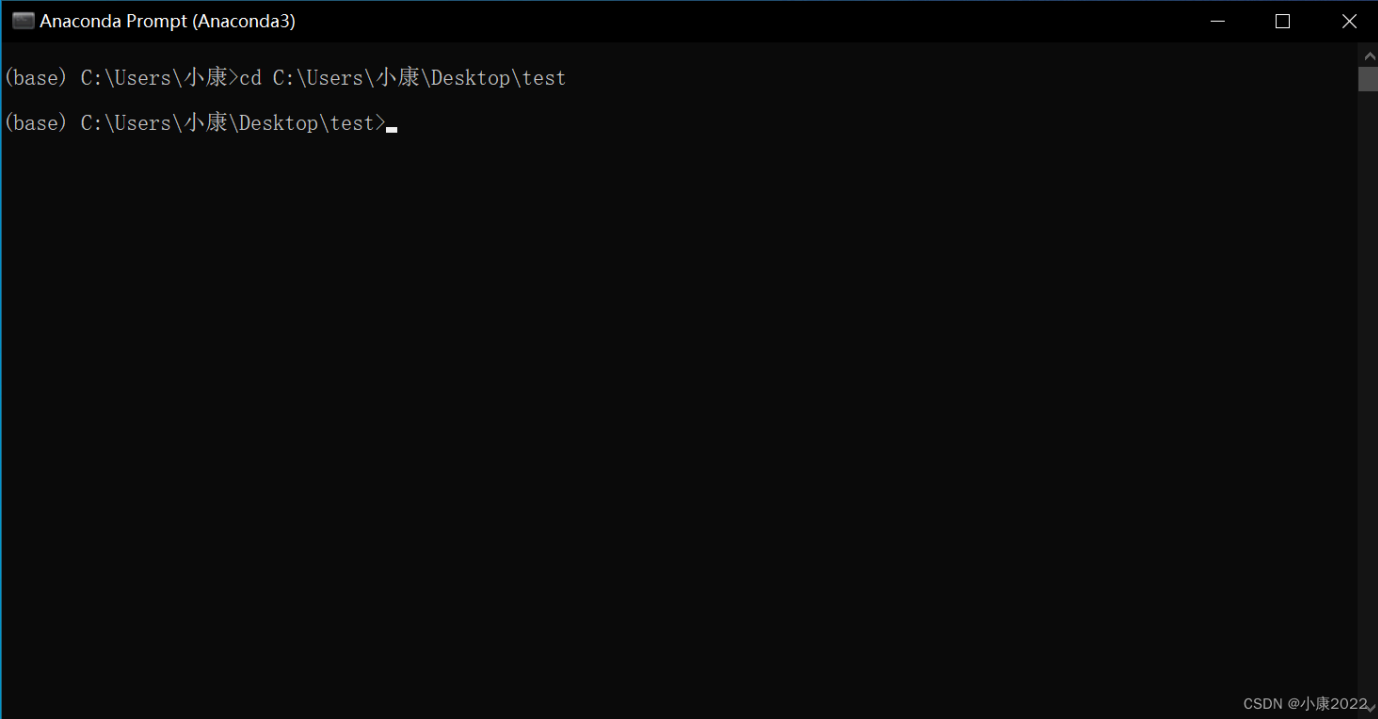 Anaconda Prompt (Anaconda3)
(base) C:\Users\小康>cd C:\Users\小康\Desktop\test
(base) C:\Users\小康\Desktop\test>
CSDN @小康2022